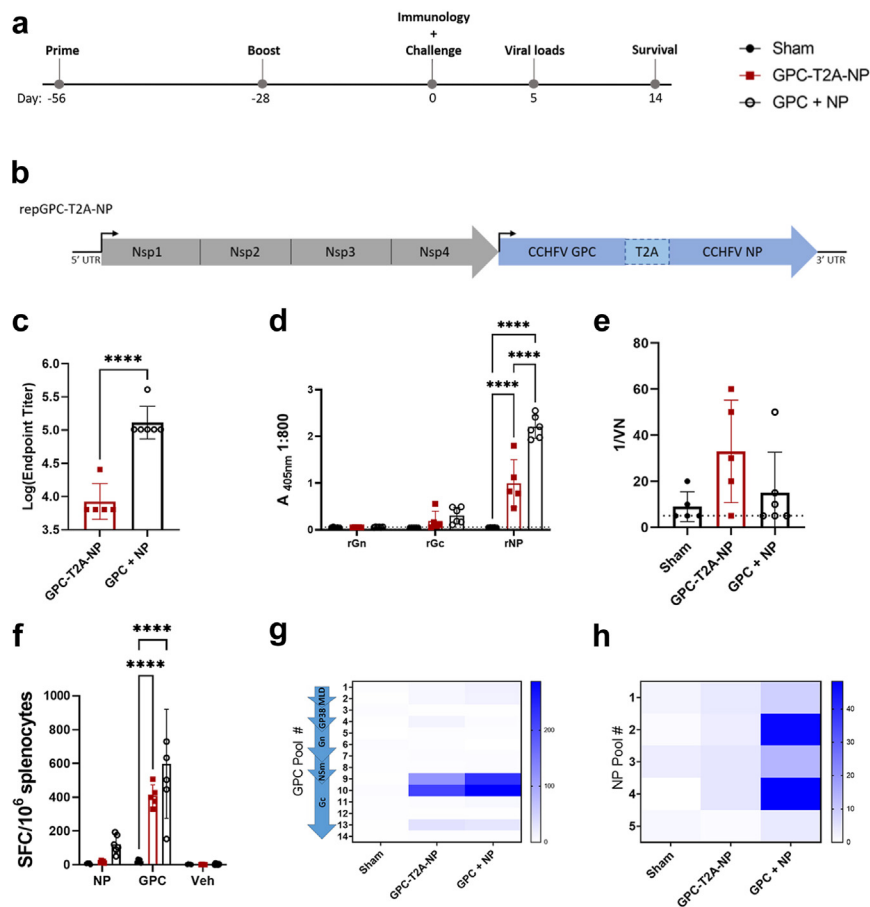 a
Immunology
+
Challenge
Prime
Boost
Viral loads
Survival
Day: -56
-28
0
5
14
Sham
GPC-T2A-NP
GPC + NP
b
repGPC-T2A-NP
5' UTR
Nsp1
Nsp2
Nsp3
Nsp4
CCHFV GPC
T2A
CCHFV NP
3' UTR
c
Log(Endpoint Titer)
6.0
5.5
5.0
4.5
4.0
3.5
****
GPC-T2A-NP
GPC + NP
d
A 405nm 1:800
3
2
1
0
****
****
****
rGn
rGc
rNP
e
1/VN
80
60
40
20
0
Sham
GPC-T2A-NP
GPC + NP
f
SFC/10⁶ splenocytes
1000
800
600
400
200
0
****
****
NP
GPC
Veh
g
GPC Pool #
MLD
GP38
Gn
NSm
Gc
1
2
3
4
5
6
7
8
9
10
11
12
13
14
Sham
GPC-T2A-NP
GPC + NP
200
100
0
h
NP Pool #
1
2
3
4
5
Sham
GPC-T2A-NP
GPC + NP
40
30
20
10
0